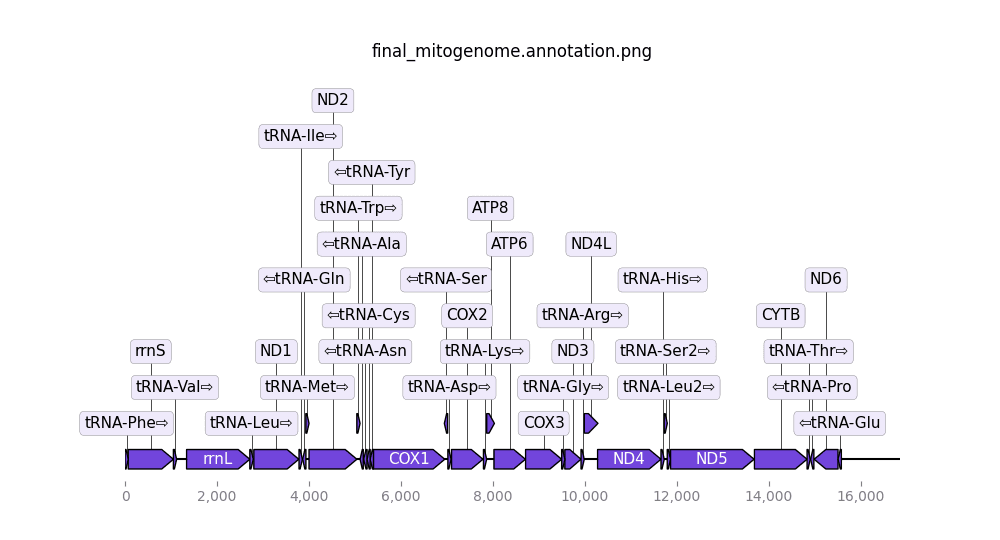 final_mitogenome.annotation.png
ND2
tRNA-Ile⇨
⇦tRNA-Tyr
tRNA-Trp⇨ ATP8
⇦tRNA-Ala ATP6 ND4L
⇦tRNA-Gln ⇦tRNA-Ser tRNA-His⇨ ND6
⇦tRNA-Cys COX2 tRNA-Arg⇨ CYTB
rrnS ND1 ⇦tRNA-Asn tRNA-Lys⇨ ND3 tRNA-Ser2⇨ tRNA-Thr⇨
tRNA-Val⇨ tRNA-Met⇨ tRNA-Asp⇨ tRNA-Gly⇨ tRNA-Leu2⇨ ⇦tRNA-Pro
tRNA-Phe⇨ tRNA-Leu⇨ COX3 ⇦tRNA-Glu
rrnL COX1 ND4 ND5
0 2,000 4,000 6,000 8,000 10,000 12,000 14,000 16,000